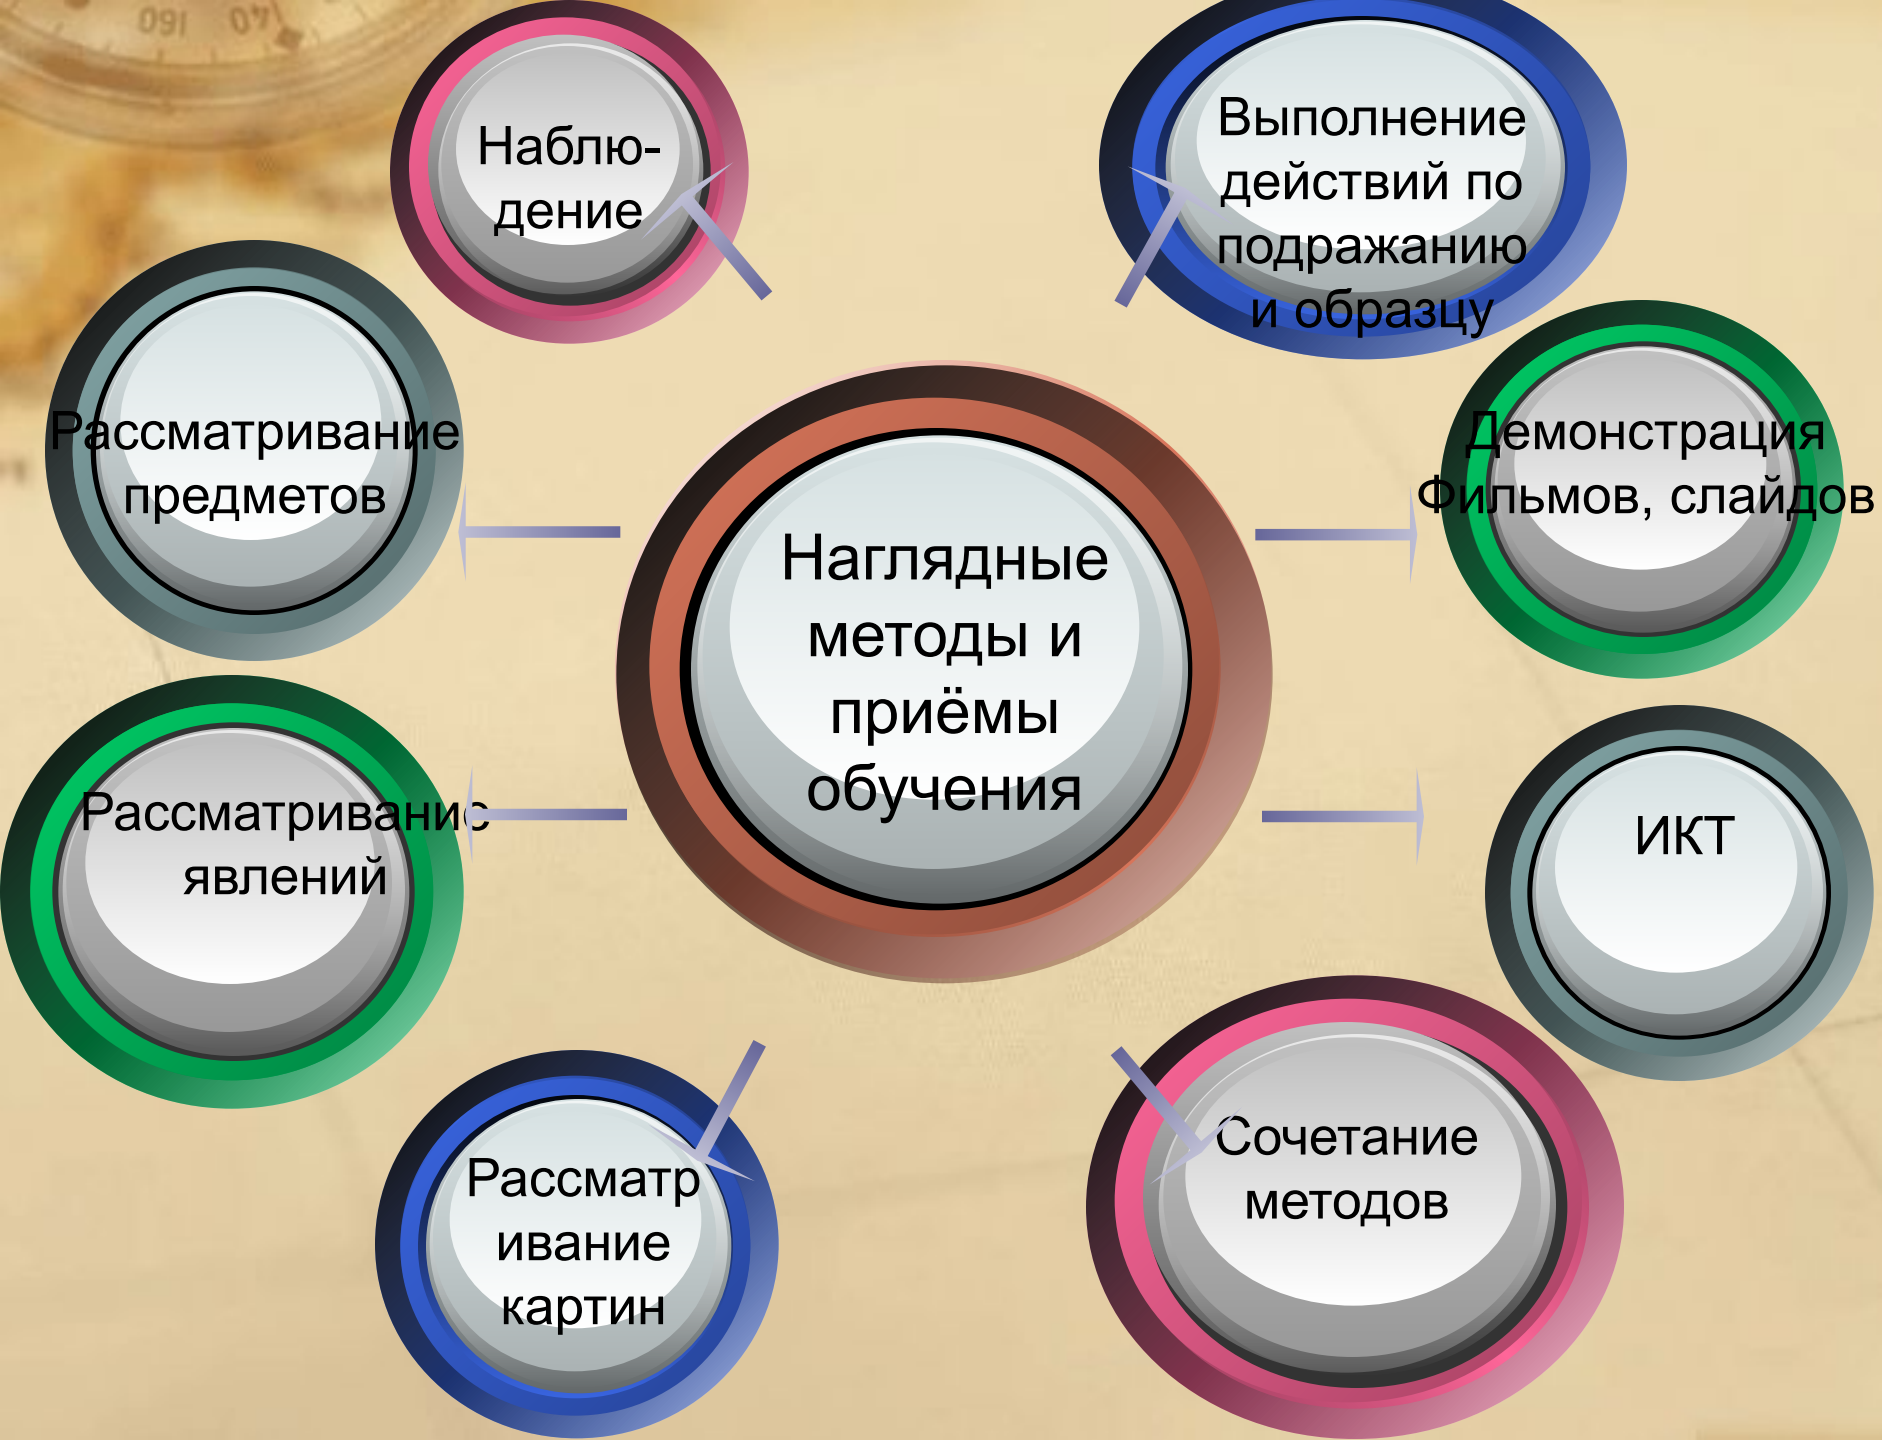 Наблю-
дение
Выполнение
действий по
подражанию
и образцу
Рассматривание
предметов
Демонстрация
Фильмов, слайдов
Наглядные
методы и
приёмы
обучения
Рассматривание
явлений
ИКТ
Рассматр
ивание
картин
Сочетание
методов